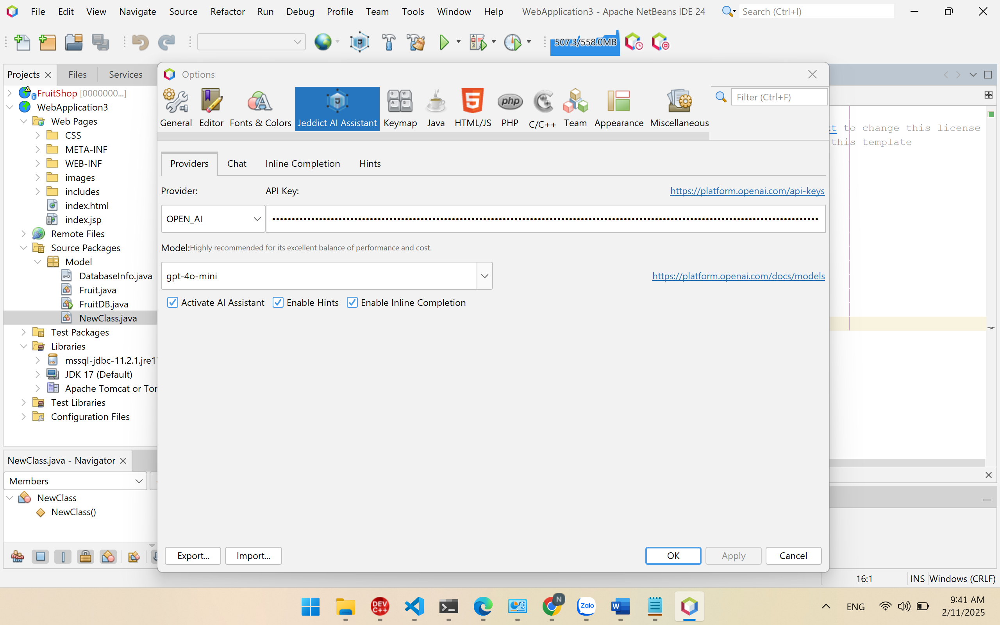 File Edit View Navigate Source Refactor Run Debug Profile Team Tools Window Help WebApplication3 - Apache NetBeans IDE 24 Search (Ctrl+I)
507.3/558.0MB
Projects Files Services
Options
FruitShop [0000000...]
WebApplication3
Web Pages
CSS
META-INF
WEB-INF
images
includes
index.html
index.jsp
Remote Files
Source Packages
Model
DatabaseInfo.java
Fruit.java
FruitDB.java
NewClass.java
Test Packages
Libraries
mssql-jdbc-11.2.1.jre1
JDK 17 (Default)
Apache Tomcat or
Test Libraries
Configuration Files
General Editor Fonts & Colors Jeddict AI Assistant Keymap Java HTML/JS PHP C/C++ Team Appearance Miscellaneous
Filter (Ctrl+F)
to change this license
this template
Providers Chat Inline Completion Hints
Provider: API Key: https://platform.openai.com/api-keys
OPEN_AI
Model:Highly recommended for its excellent balance of performance and cost.
gpt-4o-mini https://platform.openai.com/docs/models
Activate AI Assistant Enable Hints Enable Inline Completion
Export... Import... OK Apply Cancel
NewClass.java - Navigator
Members
NewClass
NewClass()
16:1 INS Windows (CRLF)
DEV C++
Zalo
N
W
ENG
9:41 AM
2/11/2025